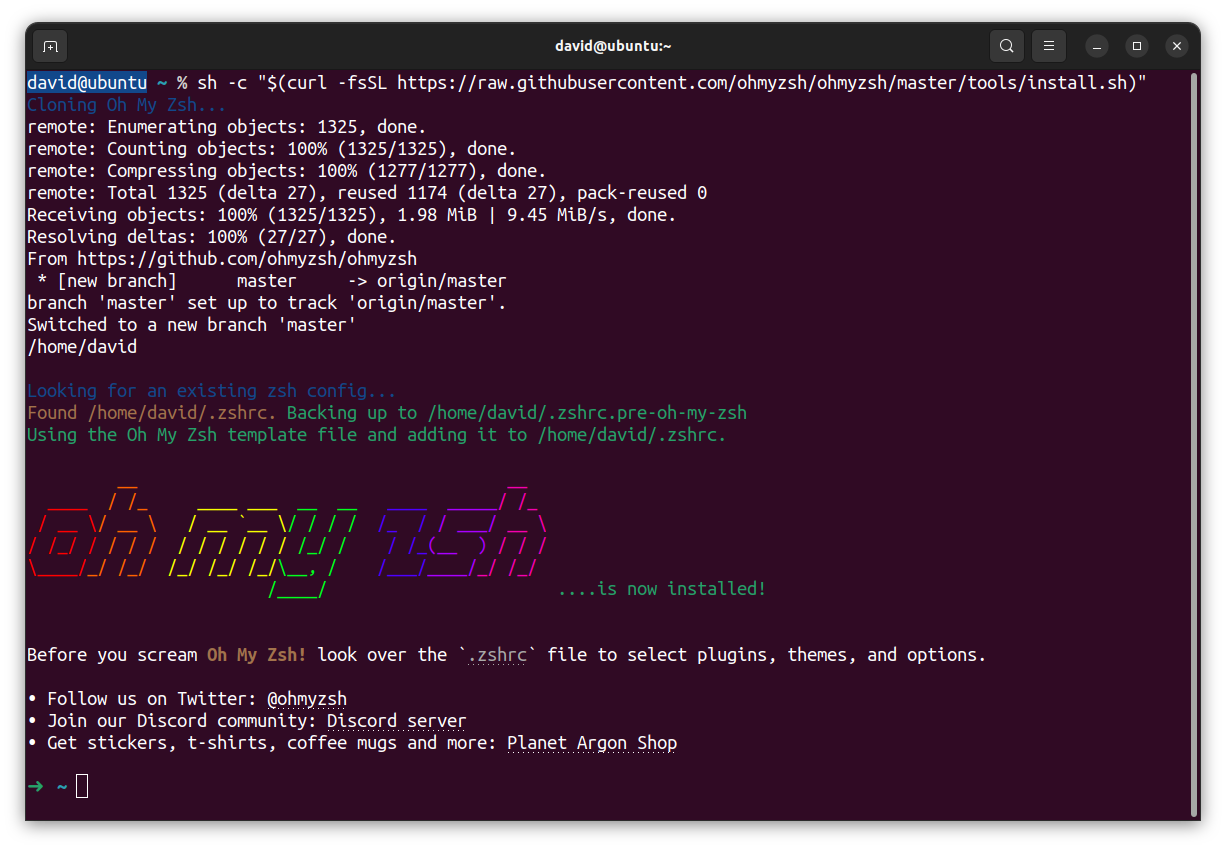 david@ubuntu:~
david@ubuntu ~ % sh -c "$(curl -fsSL https://raw.githubusercontent.com/ohmyzsh/ohmyzsh/master/tools/install.sh)"
Cloning Oh My Zsh...
remote: Enumerating objects: 1325, done.
remote: Counting objects: 100% (1325/1325), done.
remote: Compressing objects: 100% (1277/1277), done.
remote: Total 1325 (delta 27), reused 1174 (delta 27), pack-reused 0
Receiving objects: 100% (1325/1325), 1.98 MiB | 9.45 MiB/s, done.
Resolving deltas: 100% (27/27), done.
From https://github.com/ohmyzsh/ohmyzsh
 * [new branch]      master     -> origin/master
branch 'master' set up to track 'origin/master'.
Switched to a new branch 'master'
/home/david
Looking for an existing zsh config...
Found /home/david/.zshrc. Backing up to /home/david/.zshrc.pre-oh-my-zsh
Using the Oh My Zsh template file and adding it to /home/david/.zshrc.
oh my zsh
....is now installed!
Before you scream Oh My Zsh! look over the `.zshrc` file to select plugins, themes, and options.
• Follow us on Twitter: @ohmyzsh
• Join our Discord community: Discord server
• Get stickers, t-shirts, coffee mugs and more: Planet Argon Shop
➜ ~